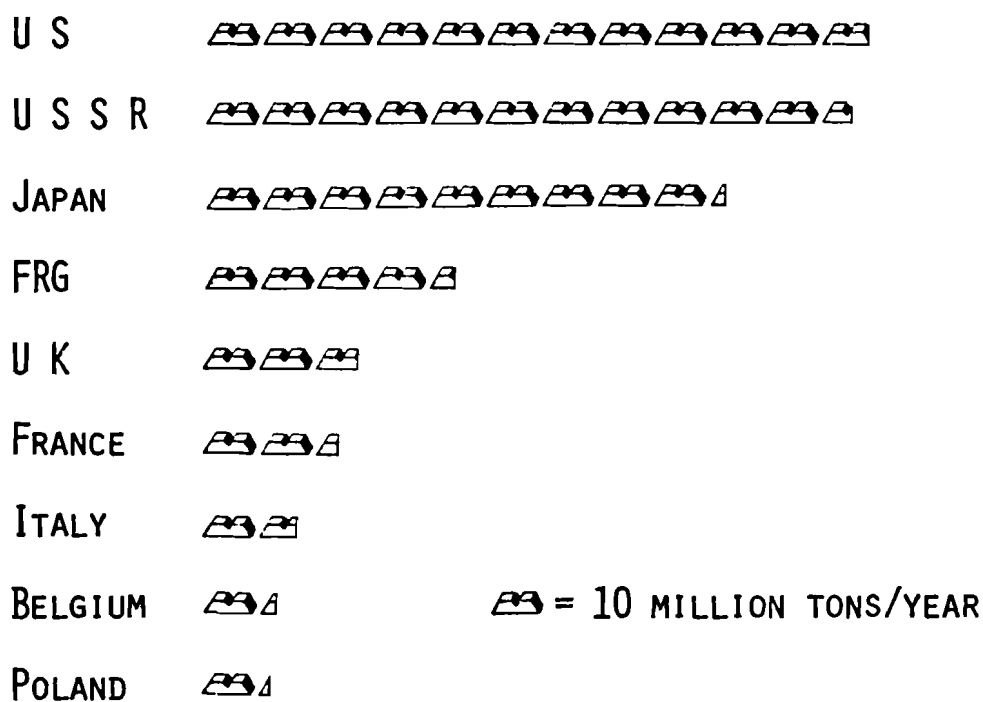 U S
U S S R
JAPAN
FRG
U K
FRANCE
ITALY
BELGIUM = 10 MILLION TONS/YEAR
POLAND